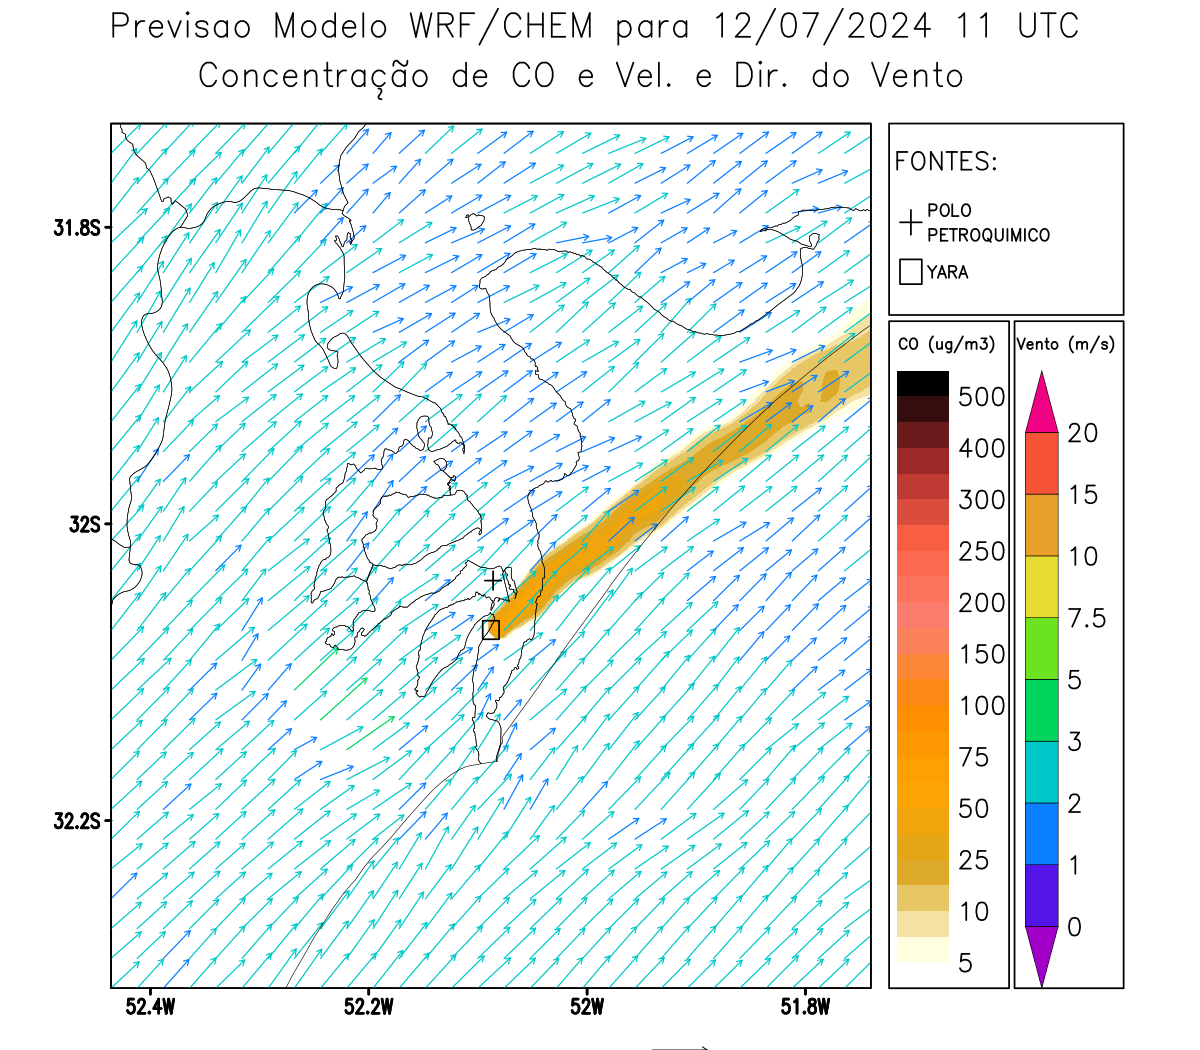 Previsao Modelo WRF/CHEM para 12/07/2024 11 UTC
Concentração de CO e Vel. e Dir. do Vento
FONTES:
POLO
PETROQUIMICO
YARA
31.8S
32S
32.2S
52.4W
52.2W
52W
51.8W
CO (ug/m3)
500
400
300
250
200
150
100
75
50
25
10
5
Vento (m/s)
20
15
10
7.5
5
3
2
1
0